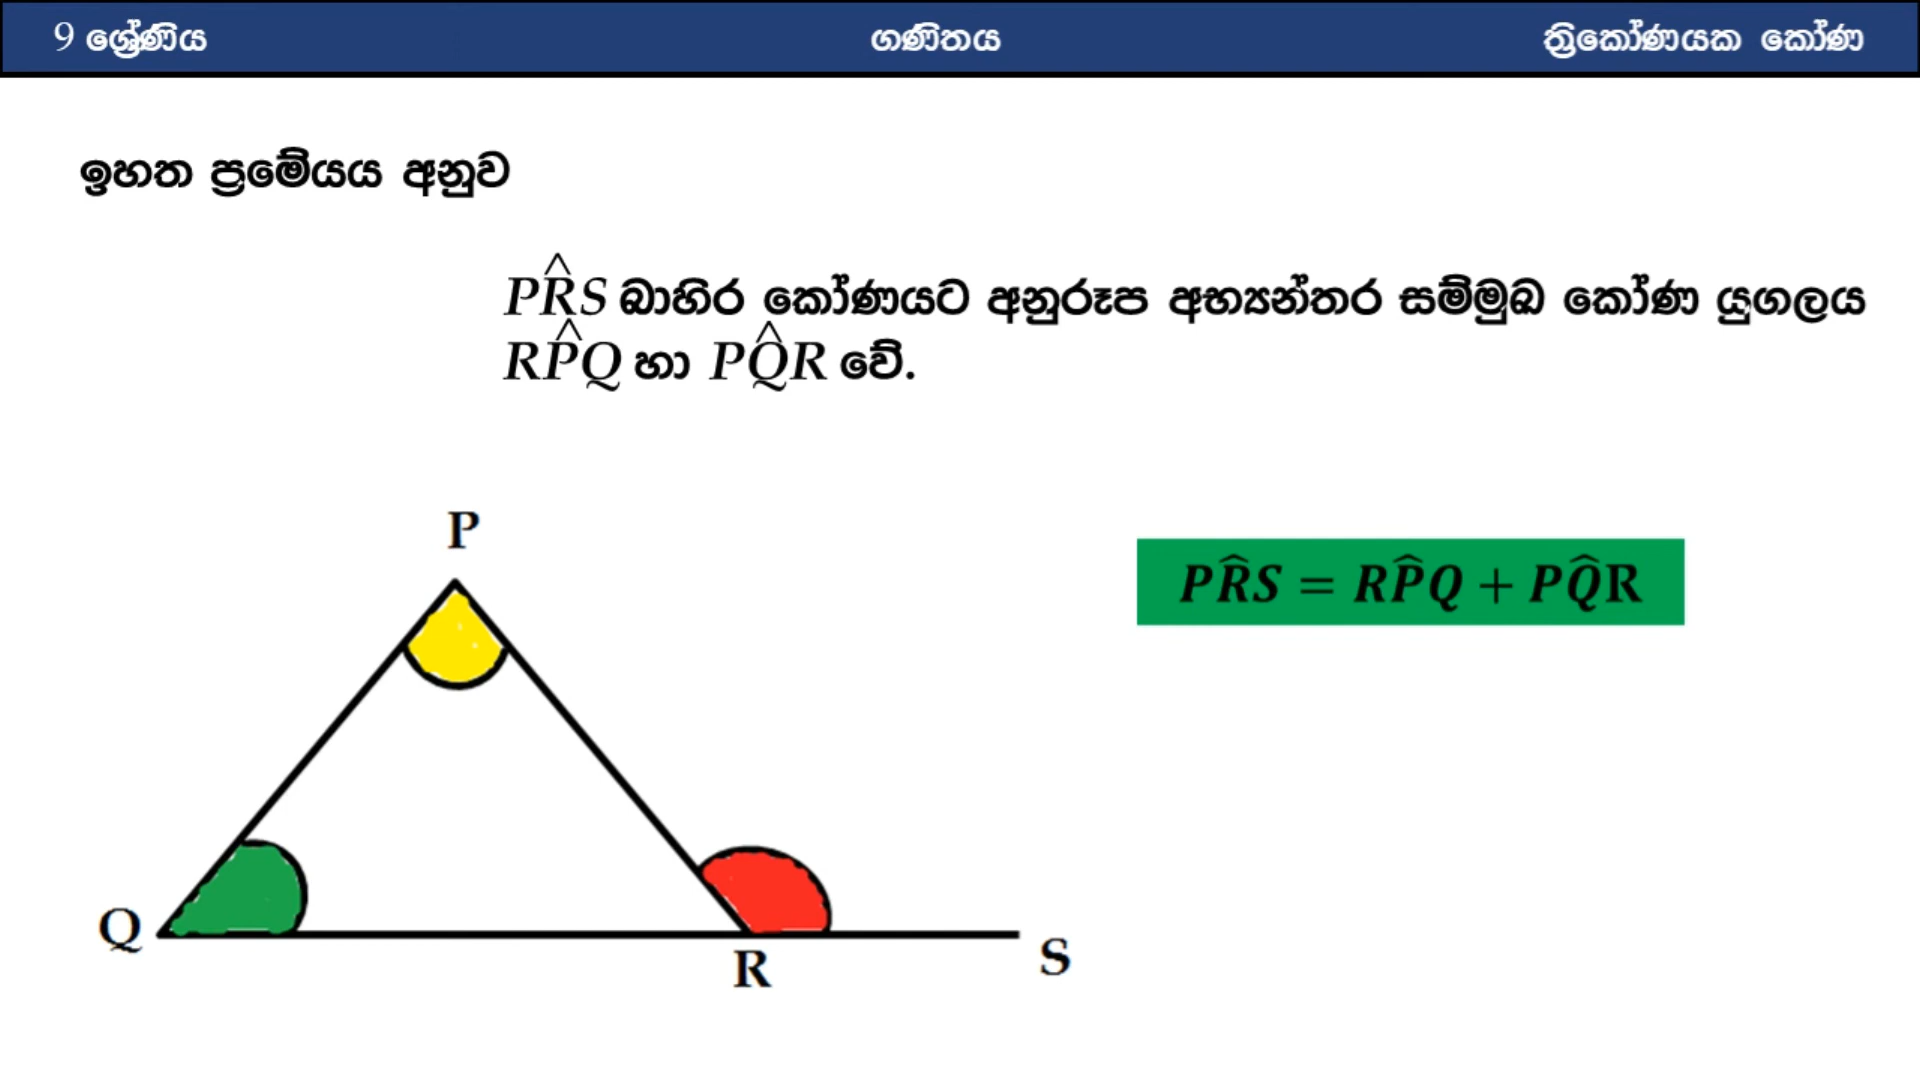 9 ශ්‍රේණිය ගණිතය ත්‍රිකෝණයක කෝණ
ඉහත ප්‍රමේයය අනුව
PR̂S බාහිර කෝණයට අනුරූප අභ්‍යන්තර සම්මුඛ කෝණ යුගලය
RP̂Q හා PQ̂R වේ.
P
PR̂S = RP̂Q + PQ̂R
Q
R
S